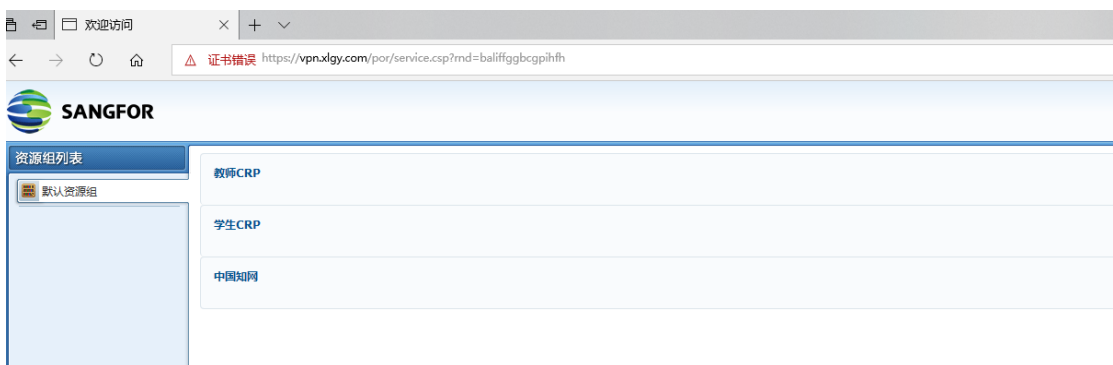 欢迎访问
证书错误 https://vpn.xlgy.com/por/service.csp?rnd=baliffggbcgpihfh
SANGFOR
资源组列表
默认资源组
教师CRP
学生CRP
中国知网